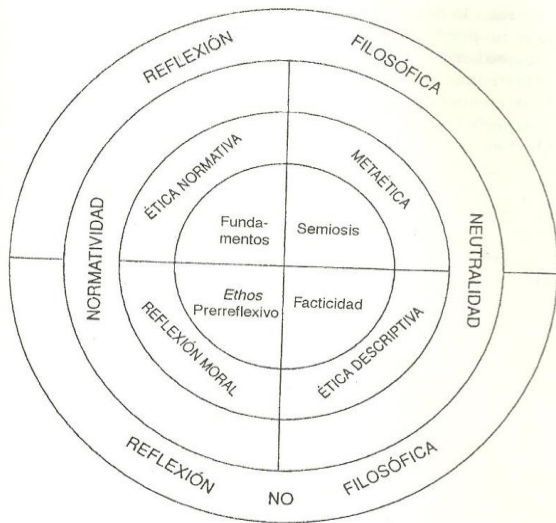 REFLEXIÓN FILOSÓFICA
ÉTICA NORMATIVA
METAÉTICA
NORMATIVIDAD
NEUTRALIDAD
Funda-
mentos
Semiosis
Ethos
Prerreflexivo
Facticidad
REFLEXIÓN MORAL
ÉTICA DESCRIPTIVA
REFLEXIÓN NO FILOSÓFICA